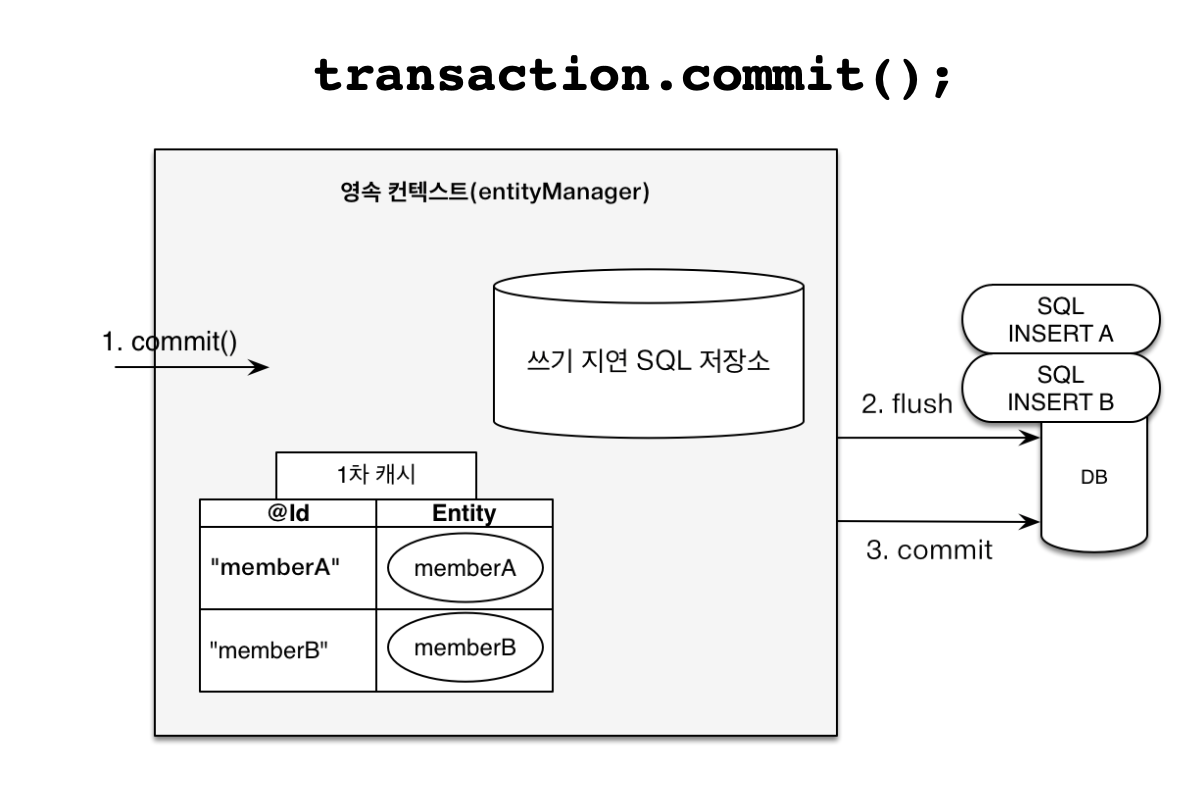 transaction.commit();
영속 컨텍스트(entityManager)
1. commit()
쓰기 지연 SQL 저장소
SQL
INSERT A
SQL
INSERT B
2. flush
DB
3. commit
1차 캐시
@Id Entity
"memberA" memberA
"memberB" memberB